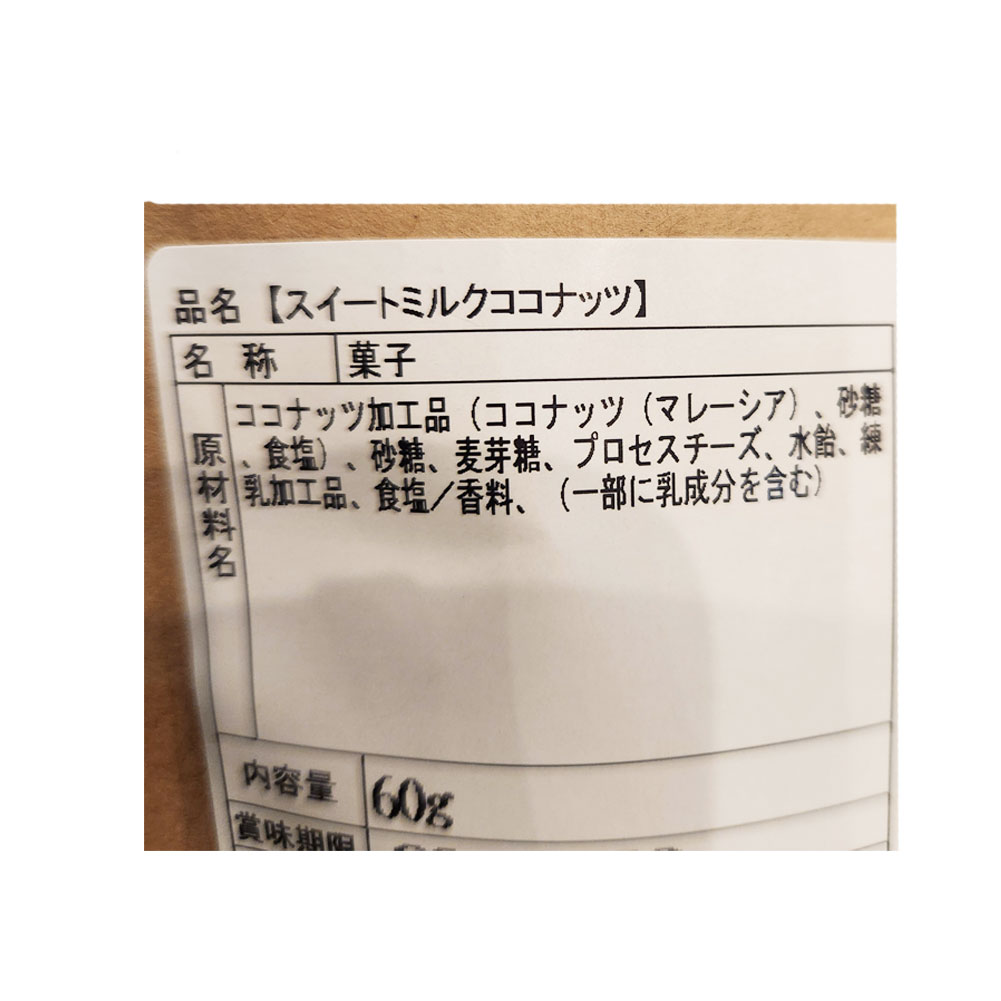 品名【スイートミルクココナッツ】
名 称 菓子
原材料名
ココナッツ加工品（ココナッツ（マレーシア）、砂糖
、食塩）、砂糖、麦芽糖、プロセスチーズ、水飴、練
乳加工品、食塩／香料、（一部に乳成分を含む）
内容量 60g
賞味期限